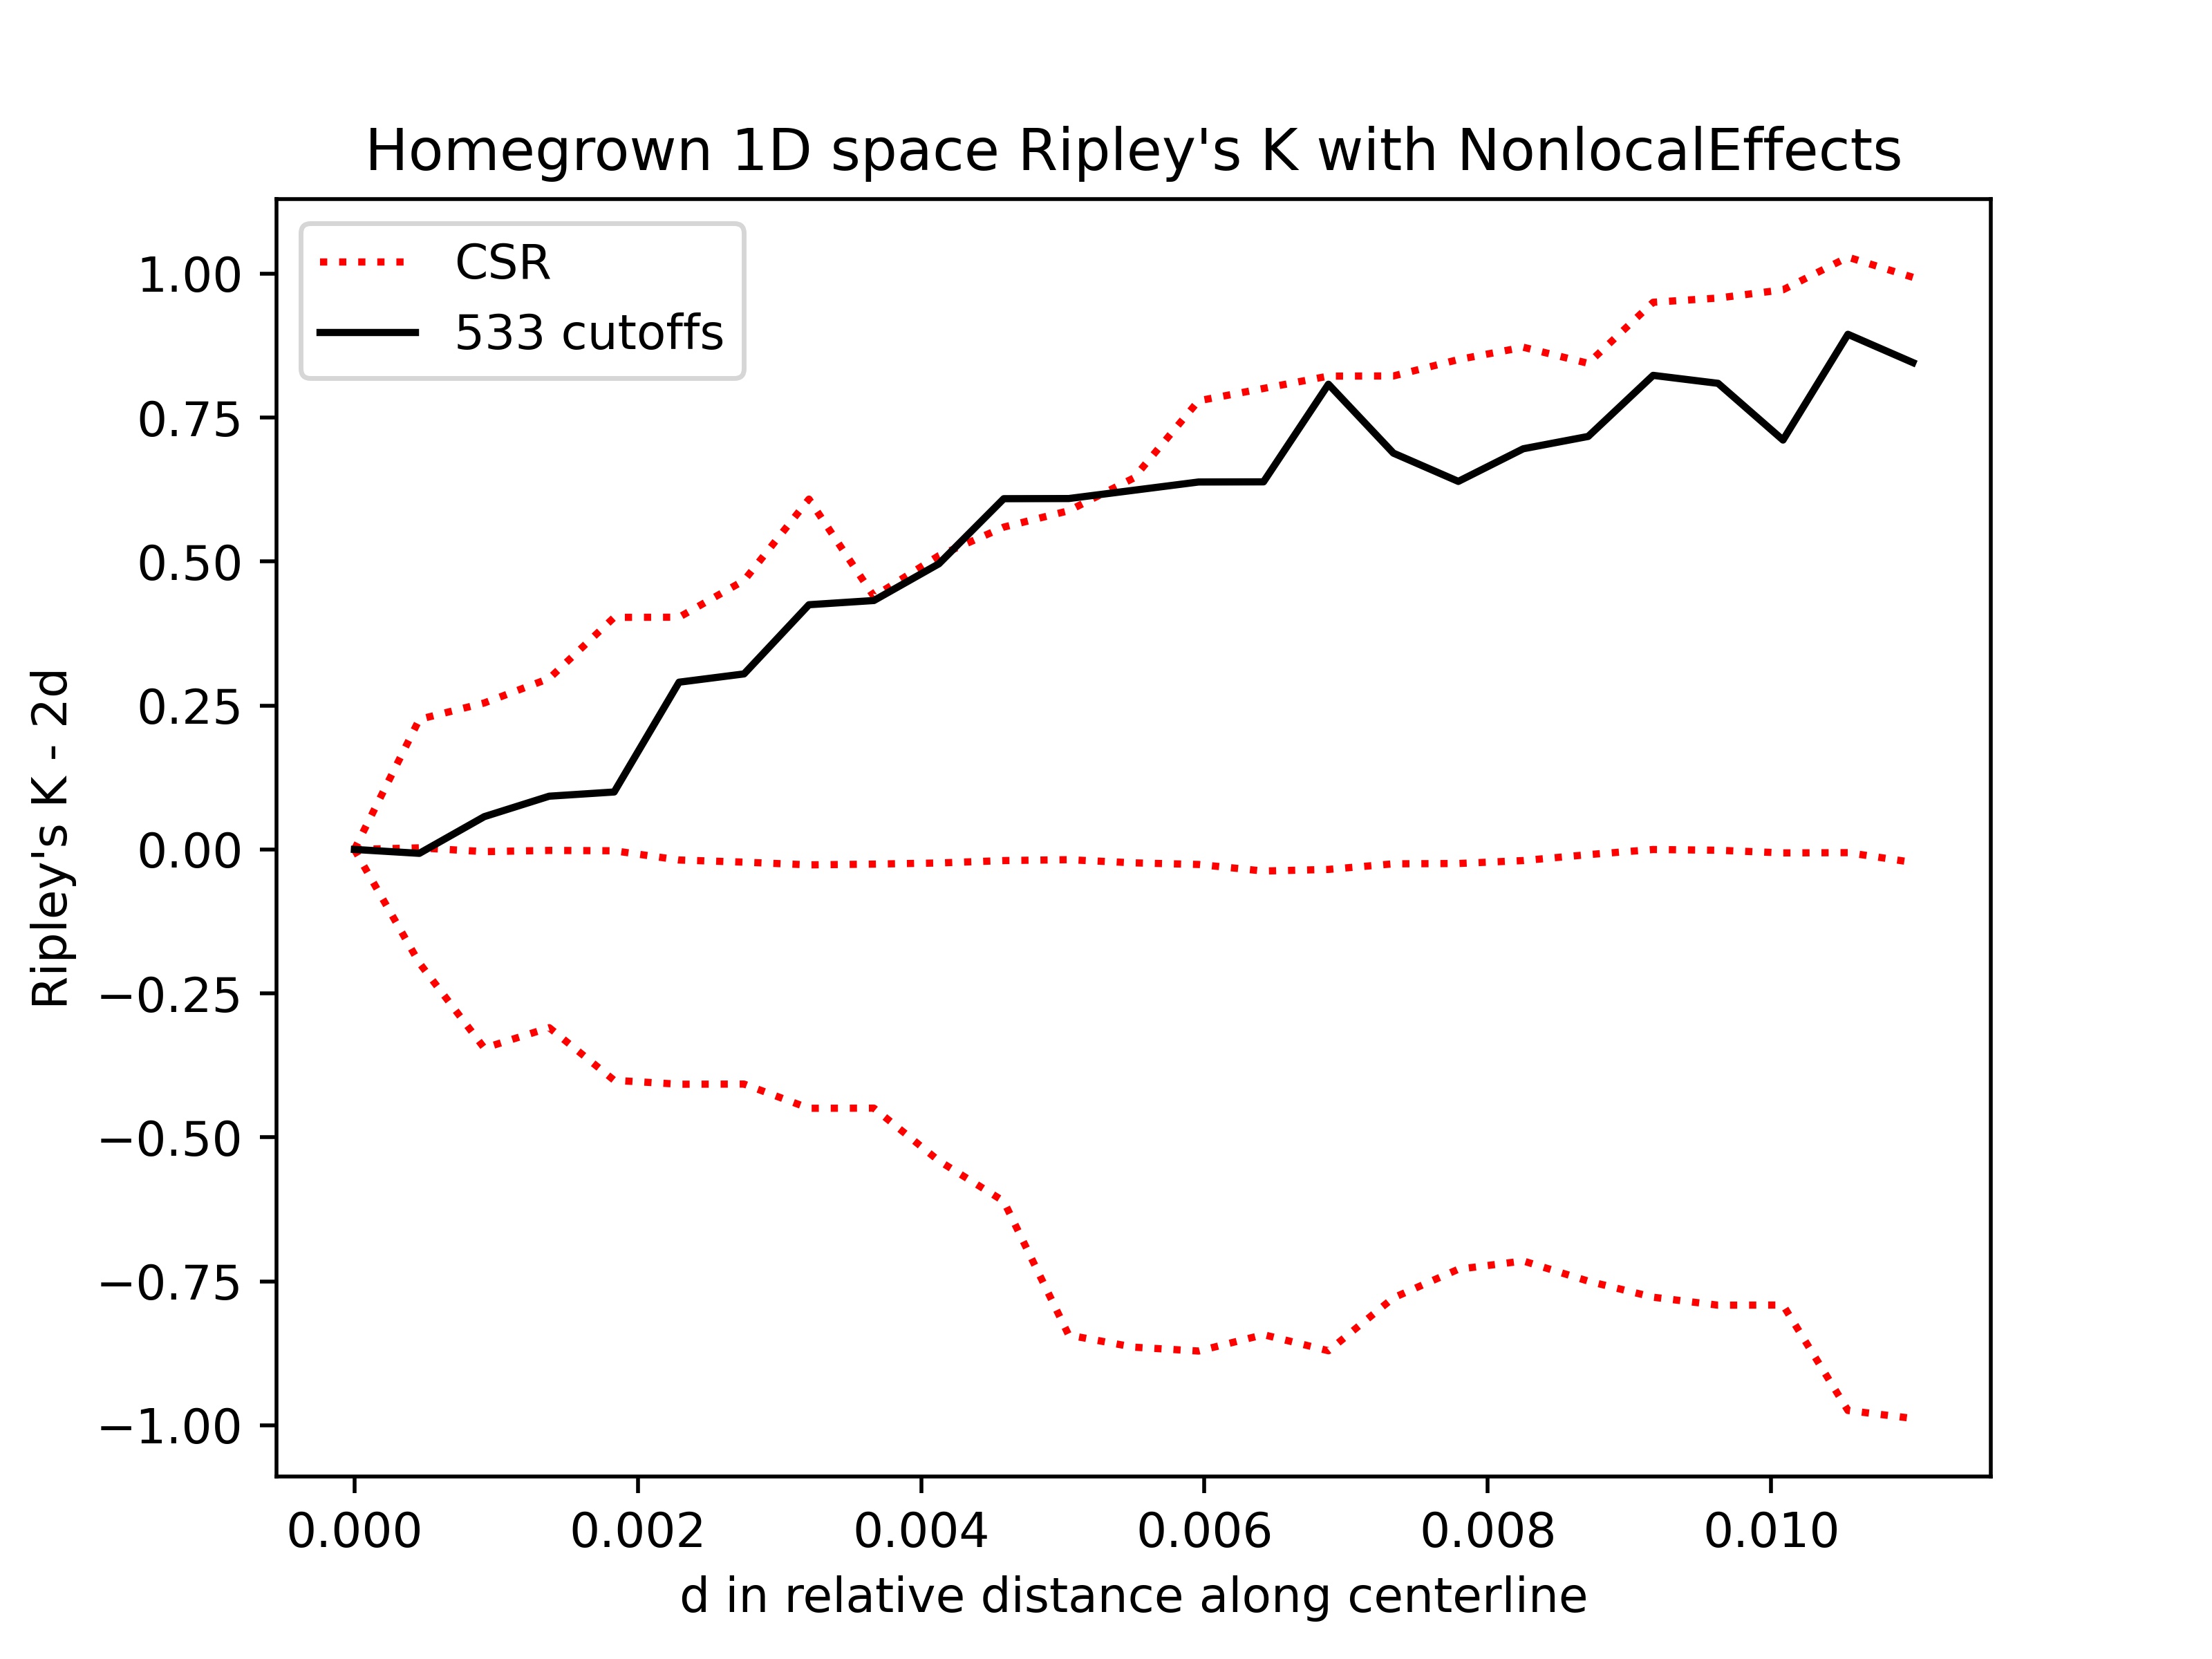 Homegrown 1D space Ripley's K with NonlocalEffects
CSR
533 cutoffs
1.00
0.75
0.50
0.25
0.00
−0.25
−0.50
−0.75
−1.00
Ripley's K - 2d
0.000 0.002 0.004 0.006 0.008 0.010
d in relative distance along centerline